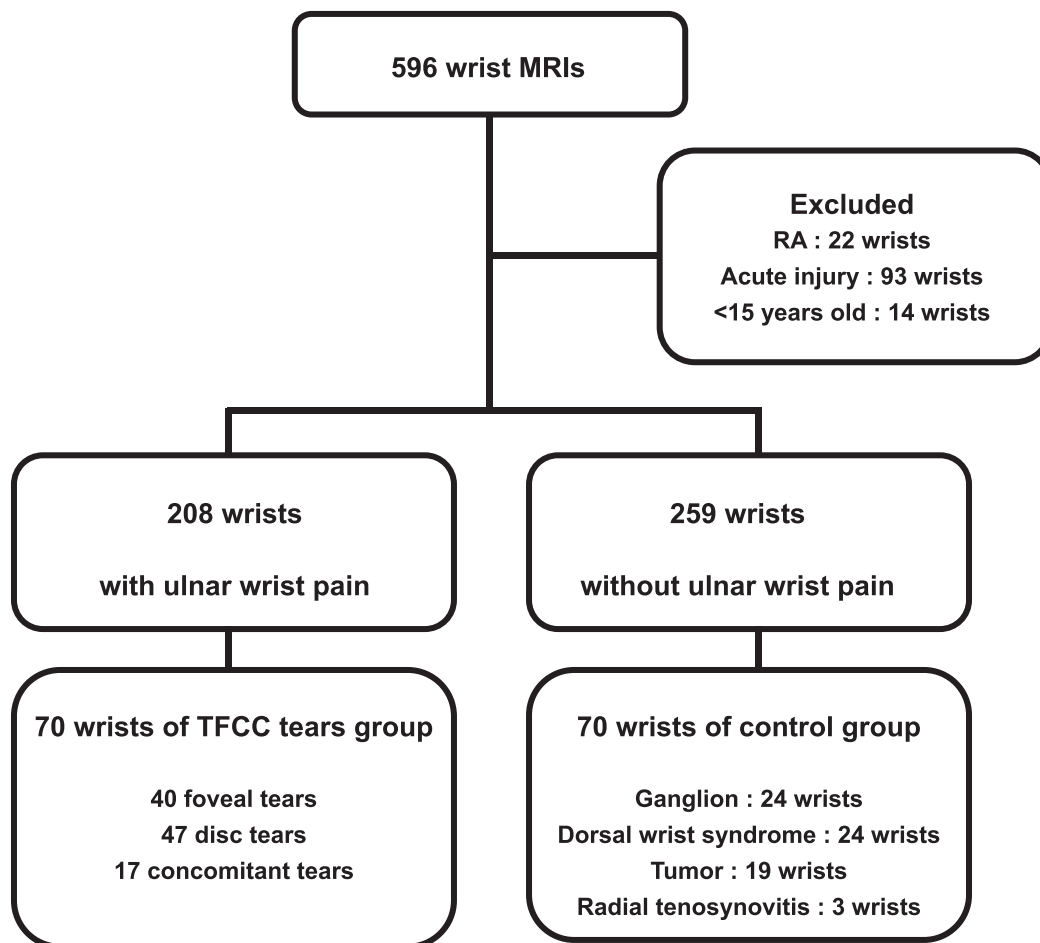 596 wrist MRIs
Excluded
RA : 22 wrists
Acute injury : 93 wrists
<15 years old : 14 wrists
208 wrists
with ulnar wrist pain
259 wrists
without ulnar wrist pain
70 wrists of TFCC tears group
40 foveal tears
47 disc tears
17 concomitant tears
70 wrists of control group
Ganglion : 24 wrists
Dorsal wrist syndrome : 24 wrists
Tumor : 19 wrists
Radial tenosynovitis : 3 wrists